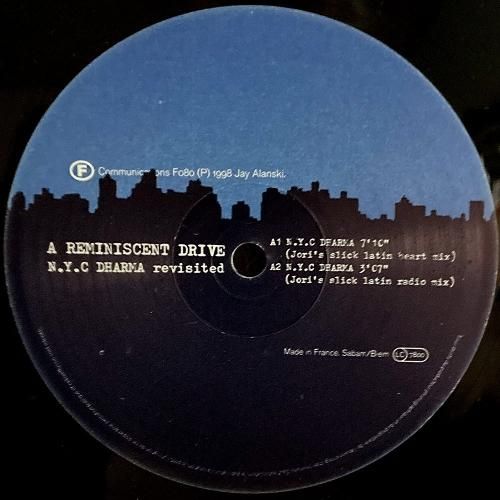 F Communications F080 (P) 1998 Jay Alanski.
A REMINISCENT DRIVE
N.Y.C DHARMA revisited
A1 N.Y.C DHARMA 7'10"
(Jori's slick latin heart mix)
A2 N.Y.C DHARMA 3'07"
(Jori's slick latin radio mix)
Made in France. Sabam/Biem LC 7800